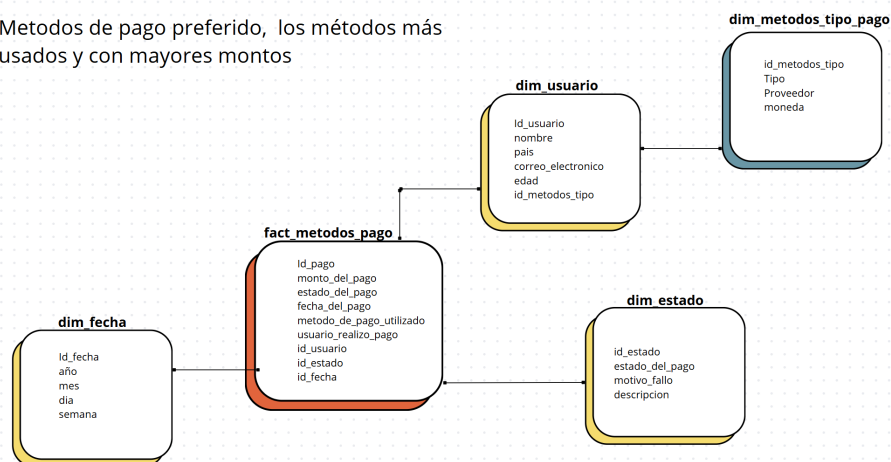 Metodos de pago preferido, los métodos más
usados y con mayores montos
dim_metodos_tipo_pago
id_metodos_tipo
Tipo
Proveedor
moneda
dim_usuario
Id_usuario
nombre
pais
correo_electronico
edad
id_metodos_tipo
fact_metodos_pago
Id_pago
monto_del_pago
estado_del_pago
fecha_del_pago
metodo_de_pago_utilizado
usuario_realizo_pago
id_usuario
id_estado
id_fecha
dim_estado
id_estado
estado_del_pago
motivo_fallo
descripcion
dim_fecha
Id_fecha
año
mes
dia
semana